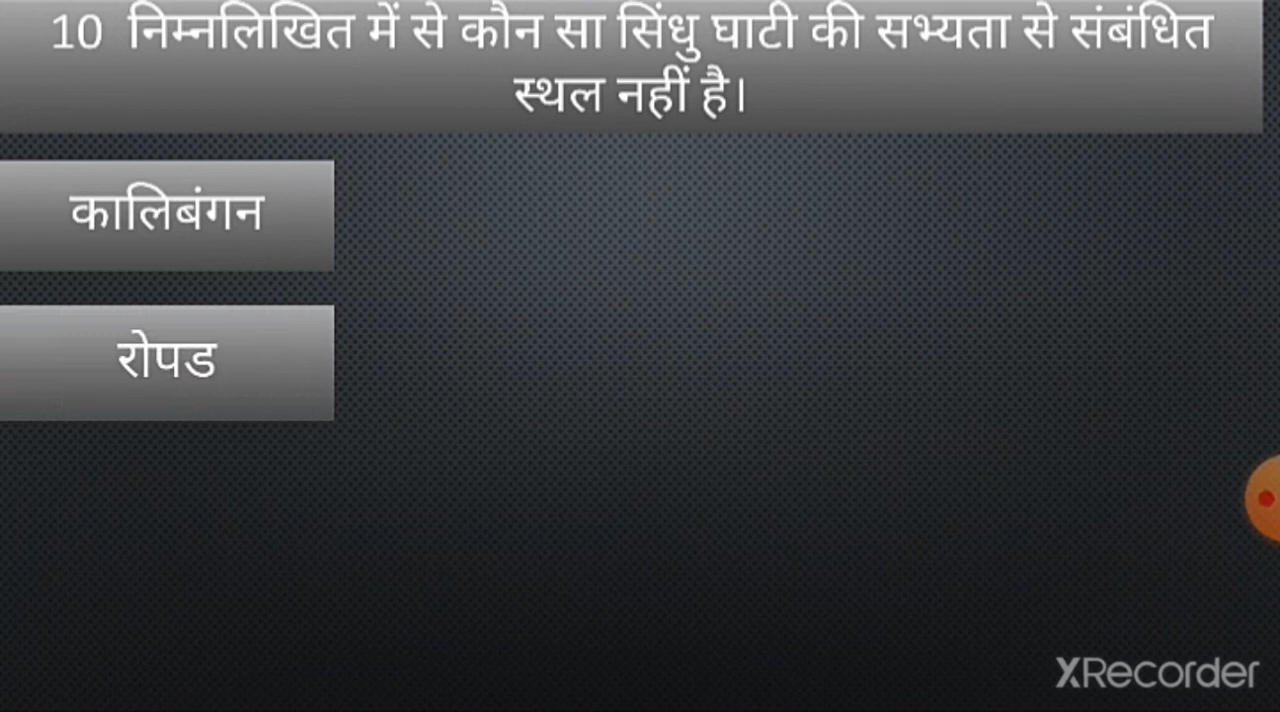 10 निम्नलिखित में से कौन सा सिंधु घाटी की सभ्यता से संबंधित
स्थल नहीं है।
कालिबंगन
रोपड
XRecorder